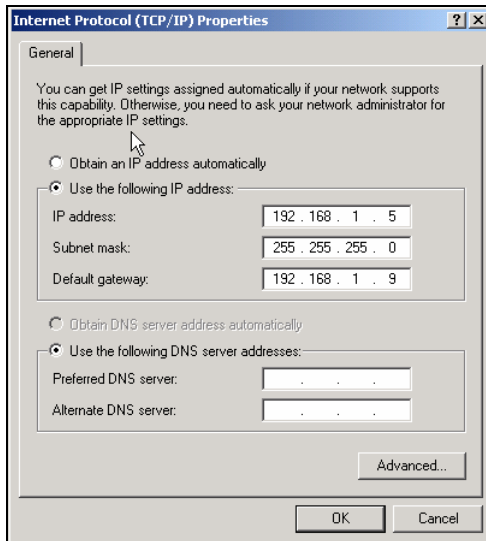 Internet Protocol (TCP/IP) Properties
General
You can get IP settings assigned automatically if your network supports
this capability. Otherwise, you need to ask your network administrator for
the appropriate IP settings.
Obtain an IP address automatically
Use the following IP address:
IP address: 192 . 168 . 1 . 5
Subnet mask: 255 . 255 . 255 . 0
Default gateway: 192 . 168 . 1 . 9
Obtain DNS server address automatically
Use the following DNS server addresses:
Preferred DNS server: . . .
Alternate DNS server: . . .
Advanced...
OK Cancel